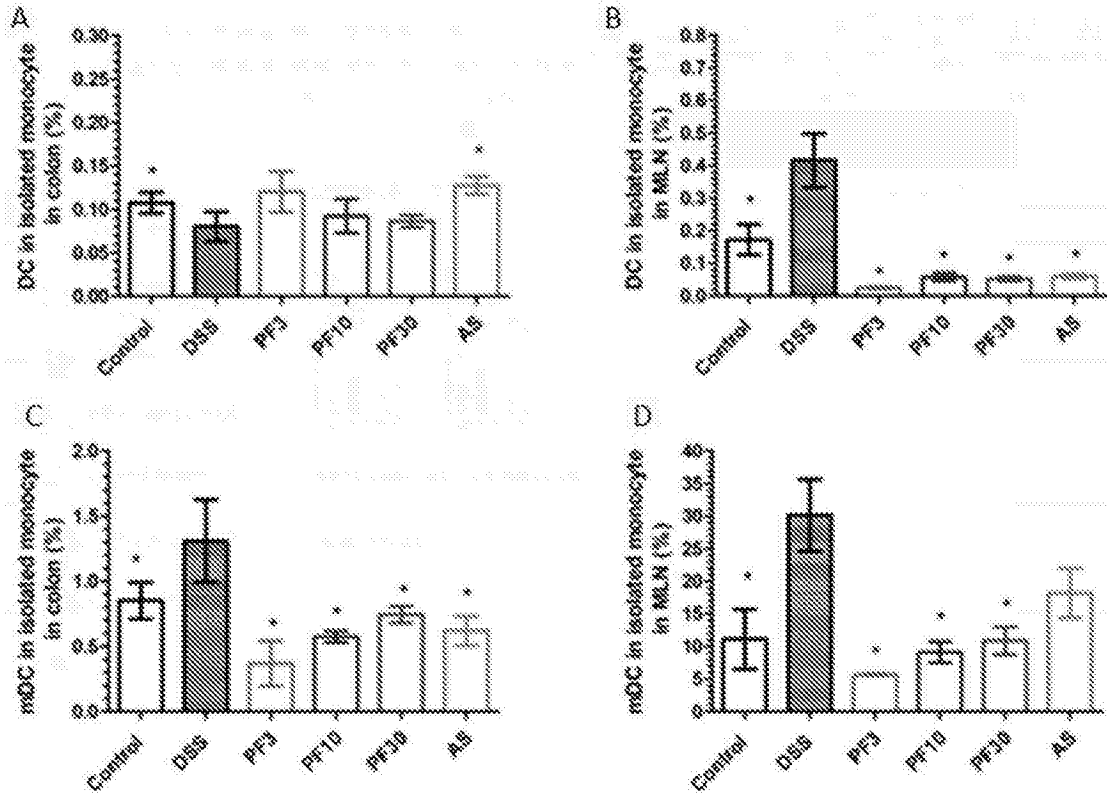 A
DC in isolated monocyte
in colon (%)
0.30
0.25
0.20
0.15
0.10
0.05
0.00
*
*
Control
DSS
PF3
PF10
PF30
AS
B
DC in isolated monocyte
in MLN (%)
0.8
0.7
0.6
0.5
0.4
0.3
0.2
0.1
0.0
*
*
*
*
*
Control
DSS
PF3
PF10
PF30
AS
C
mDC in isolated monocyte
in colon (%)
2.0
1.5
1.0
0.5
0.0
*
*
*
*
*
Control
DSS
PF3
PF10
PF30
AS
D
mDC in isolated monocyte
in MLN (%)
40
35
30
25
20
15
10
5
0
*
*
*
*
Control
DSS
PF3
PF10
PF30
AS